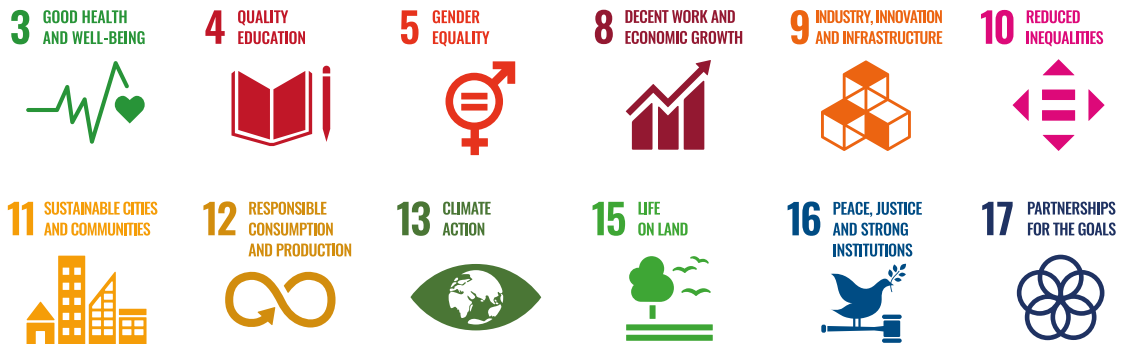 3 GOOD HEALTH
AND WELL-BEING
4 QUALITY
EDUCATION
5 GENDER
EQUALITY
8 DECENT WORK AND
ECONOMIC GROWTH
9 INDUSTRY, INNOVATION
AND INFRASTRUCTURE
10 REDUCED
INEQUALITIES
11 SUSTAINABLE CITIES
AND COMMUNITIES
12 RESPONSIBLE
CONSUMPTION
AND PRODUCTION
13 CLIMATE
ACTION
15 LIFE
ON LAND
16 PEACE, JUSTICE
AND STRONG
INSTITUTIONS
17 PARTNERSHIPS
FOR THE GOALS